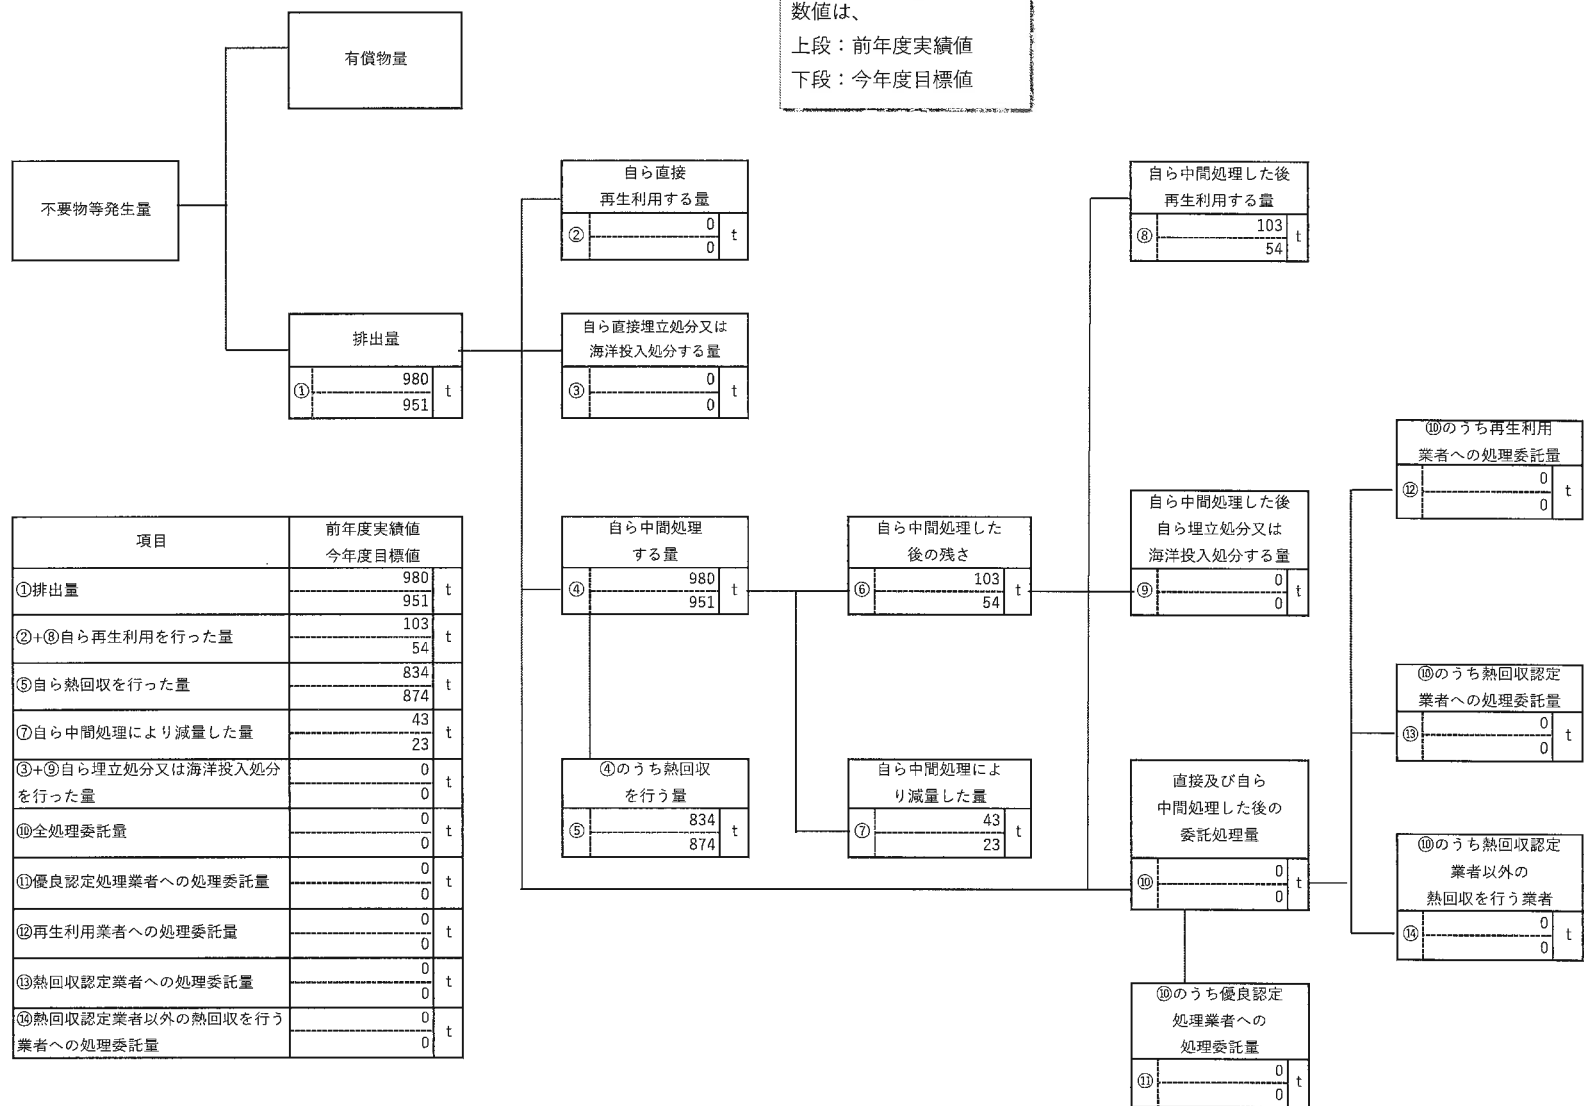 数値は、
上段：前年度実績値
下段：今年度目標値
有償物量
不要物等発生量
排出量
①
980
951
t
自ら直接
再生利用する量
②
0
0
t
自ら直接埋立処分又は
海洋投入処分する量
③
0
0
t
自ら中間処理
する量
④
980
951
t
④のうち熱回収
を行う量
⑤
834
874
t
自ら中間処理した
後の残さ
⑥
103
54
t
自ら中間処理によ
り減量した量
⑦
43
23
t
自ら中間処理した後
再生利用する量
⑧
103
54
t
自ら中間処理した後
自ら埋立処分又は
海洋投入処分する量
⑨
0
0
t
直接及び自ら
中間処理した後の
委託処理量
⑩
0
0
t
⑩のうち優良認定
処理業者への
処理委託量
⑪
0
0
t
⑩のうち再生利用
業者への処理委託量
⑫
0
0
t
⑩のうち熱回収認定
業者への処理委託量
⑬
0
0
t
⑩のうち熱回収認定
業者以外の
熱回収を行う業者
⑭
0
0
t
項目
前年度実績値
今年度目標値
①排出量
980
951
t
②+⑧自ら再生利用を行った量
103
54
t
⑤自ら熱回収を行った量
834
874
t
⑦自ら中間処理により減量した量
43
23
t
③+⑨自ら埋立処分又は海洋投入処分
を行った量
0
0
t
⑩全処理委託量
0
0
t
⑪優良認定処理業者への処理委託量
0
0
t
⑫再生利用業者への処理委託量
0
0
t
⑬熱回収認定業者への処理委託量
0
0
t
⑭熱回収認定業者以外の熱回収を行う
業者への処理委託量
0
0
t